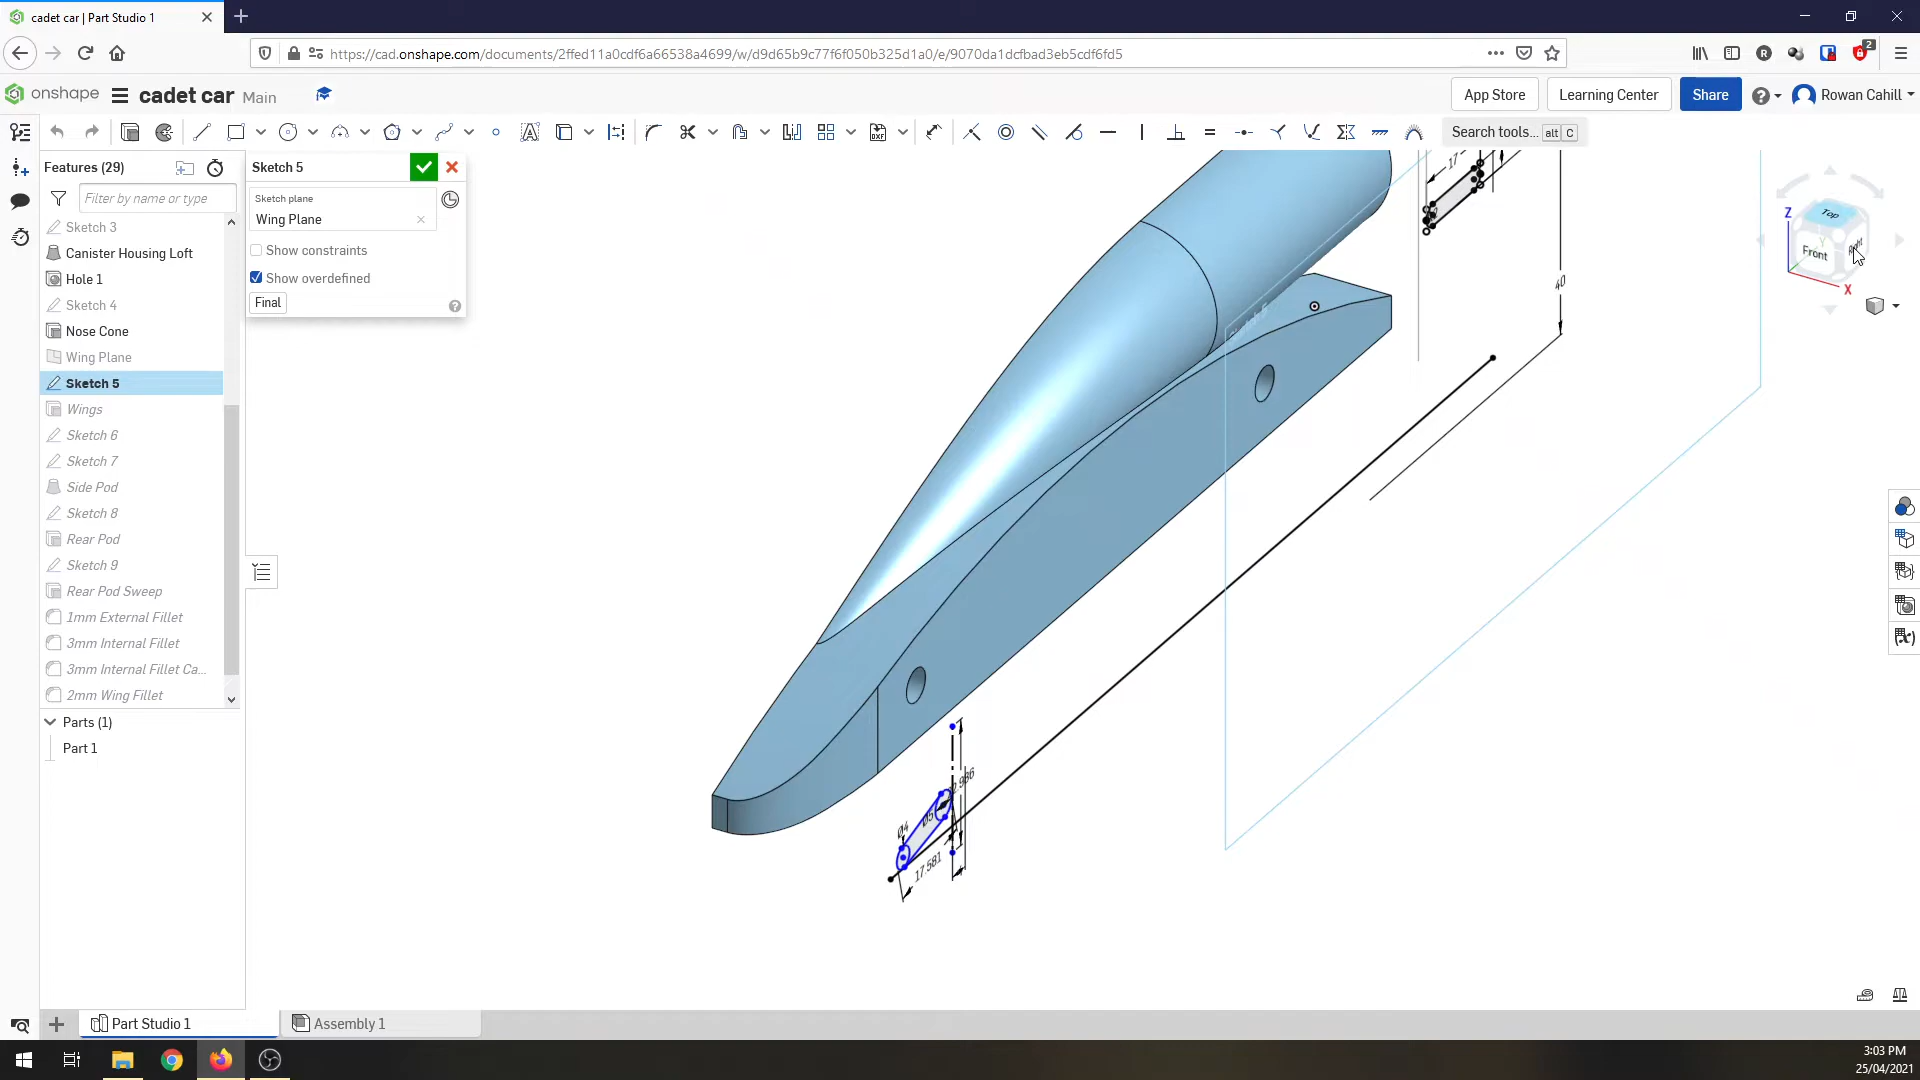 cadet car | Part Studio 1
https://cad.onshape.com/documents/2ffed11a0cdf6a66538a4699/w/d9d65b9c77f6f050b325d1a0/e/9070da1dcfbad3eb5cdf6fd5
2
onshape
cadet car Main
App Store
Learning Center
Share
Rowan Cahill
Search tools... alt C
Features (29)
Filter by name or type
Sketch 3
Canister Housing Loft
Hole 1
Sketch 4
Nose Cone
Wing Plane
Sketch 5
Wings
Sketch 6
Sketch 7
Side Pod
Sketch 8
Rear Pod
Sketch 9
Rear Pod Sweep
1mm External Fillet
3mm Internal Fillet
3mm Internal Fillet Ca...
2mm Wing Fillet
Parts (1)
Part 1
Sketch 5
Sketch plane
Wing Plane
Show constraints
Show overdefined
Final
17
40
Ø4
Ø5
17.581
Z
Top
Y
Front
Right
X
Part Studio 1
Assembly 1
3:03 PM
25/04/2021